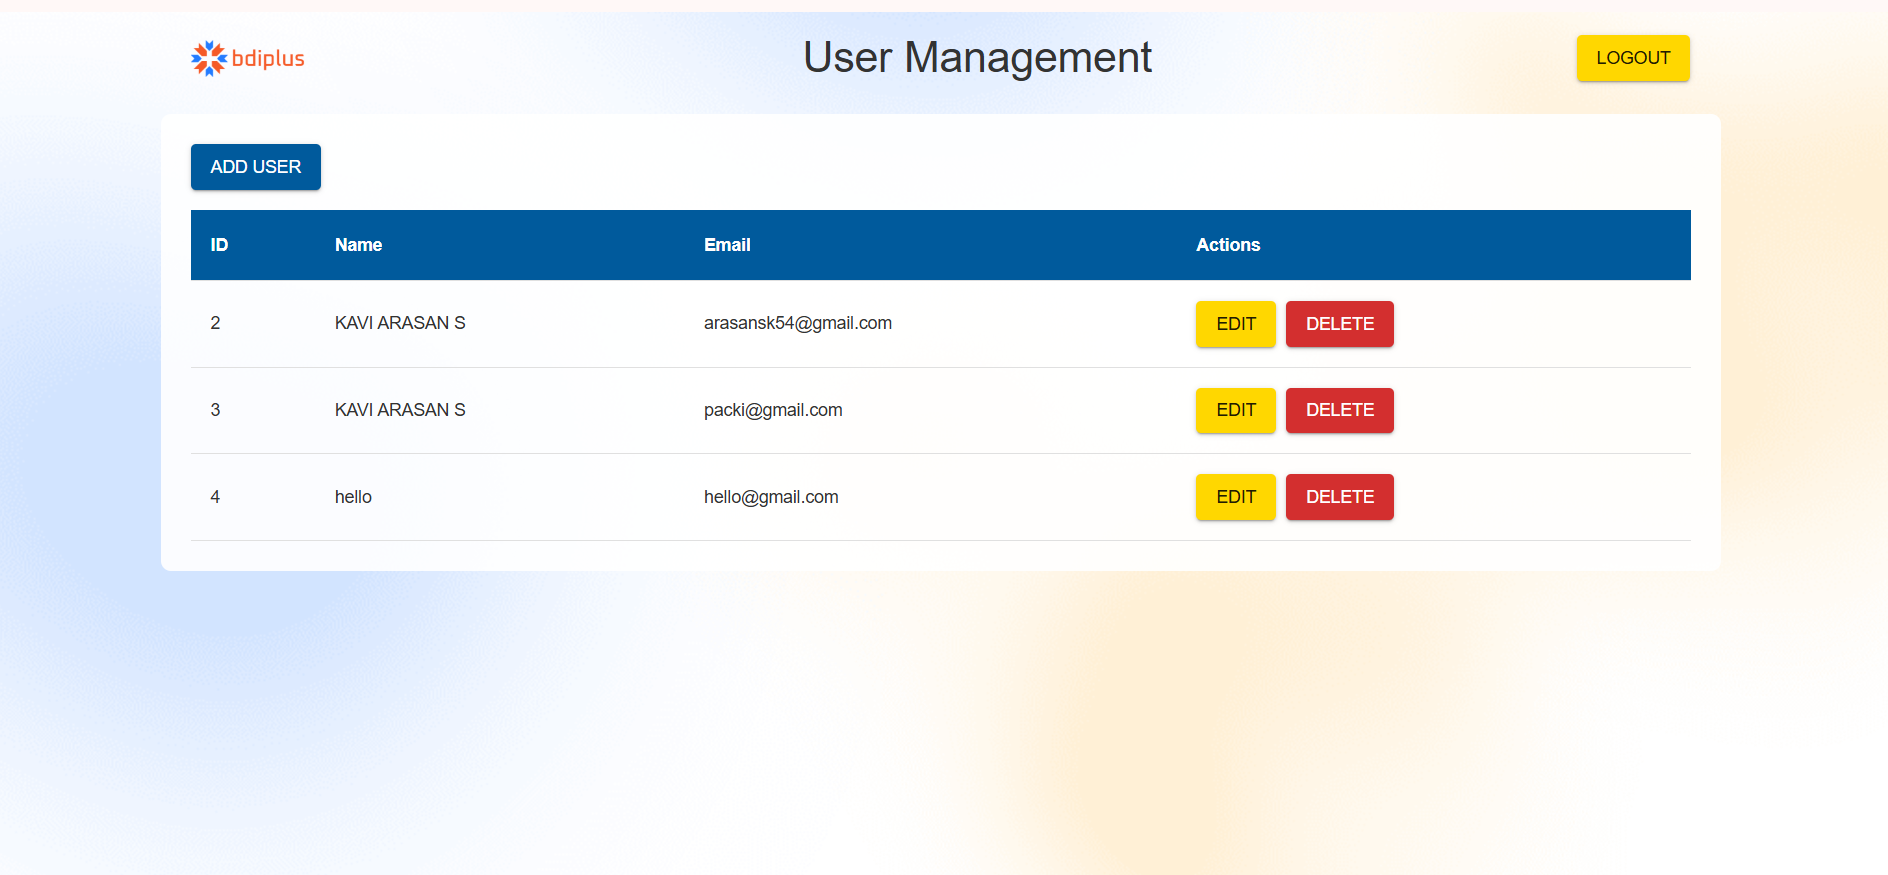 bdiplus
User Management
LOGOUT
ADD USER
ID Name Email Actions
2 KAVI ARASAN S arasansk54@gmail.com EDIT DELETE
3 KAVI ARASAN S packi@gmail.com EDIT DELETE
4 hello hello@gmail.com EDIT DELETE